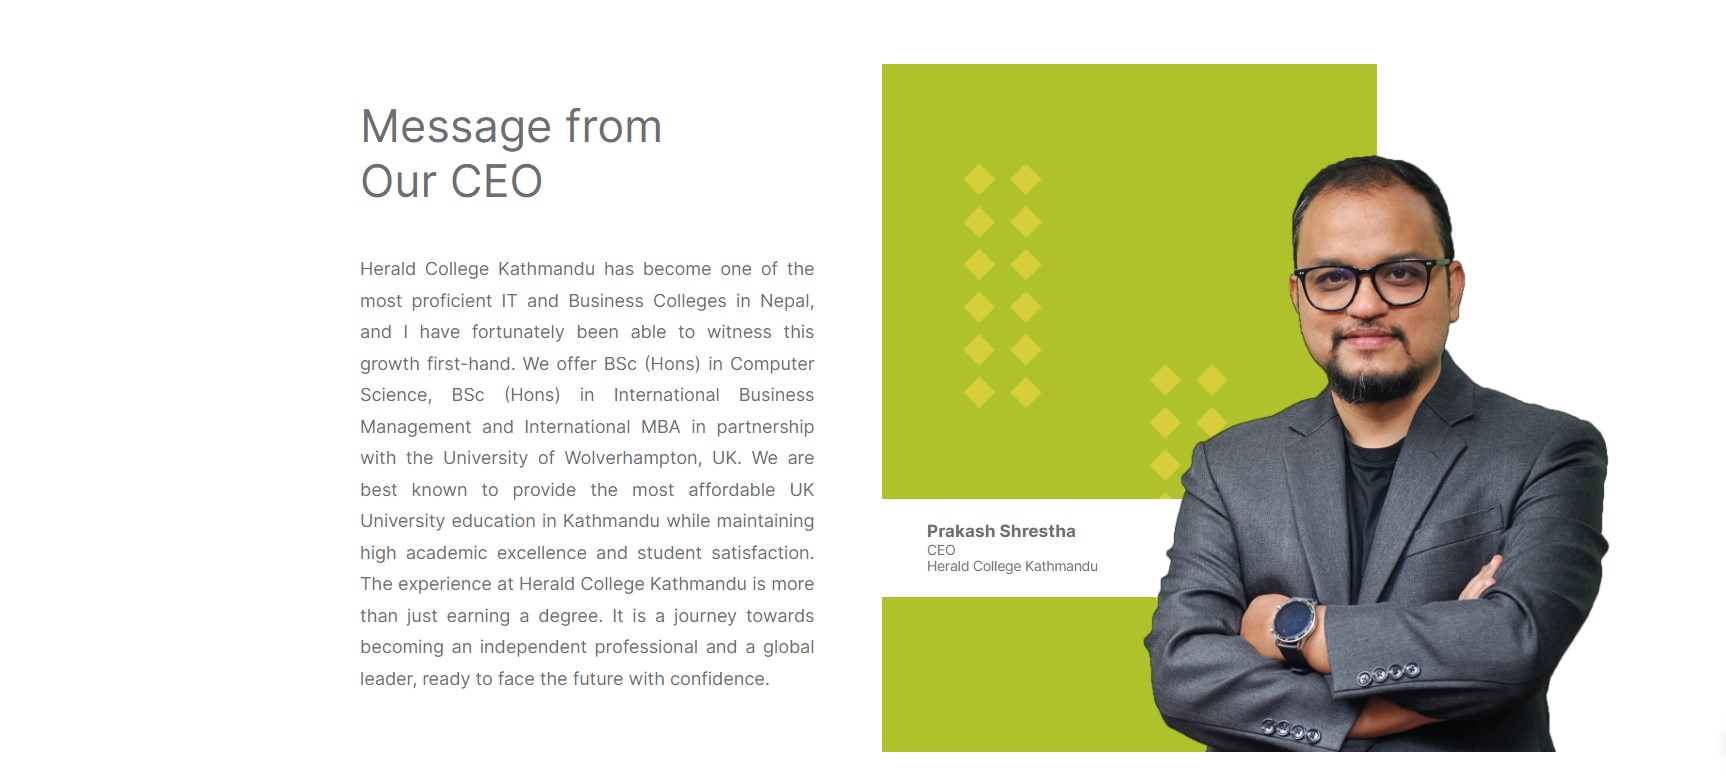 Message from
Our CEO
Herald College Kathmandu has become one of the
most proficient IT and Business Colleges in Nepal,
and I have fortunately been able to witness this
growth first-hand. We offer BSc (Hons) in Computer
Science, BSc (Hons) in International Business
Management and International MBA in partnership
with the University of Wolverhampton, UK. We are
best known to provide the most affordable UK
University education in Kathmandu while maintaining
high academic excellence and student satisfaction.
The experience at Herald College Kathmandu is more
than just earning a degree. It is a journey towards
becoming an independent professional and a global
leader, ready to face the future with confidence.
Prakash Shrestha
CEO
Herald College Kathmandu